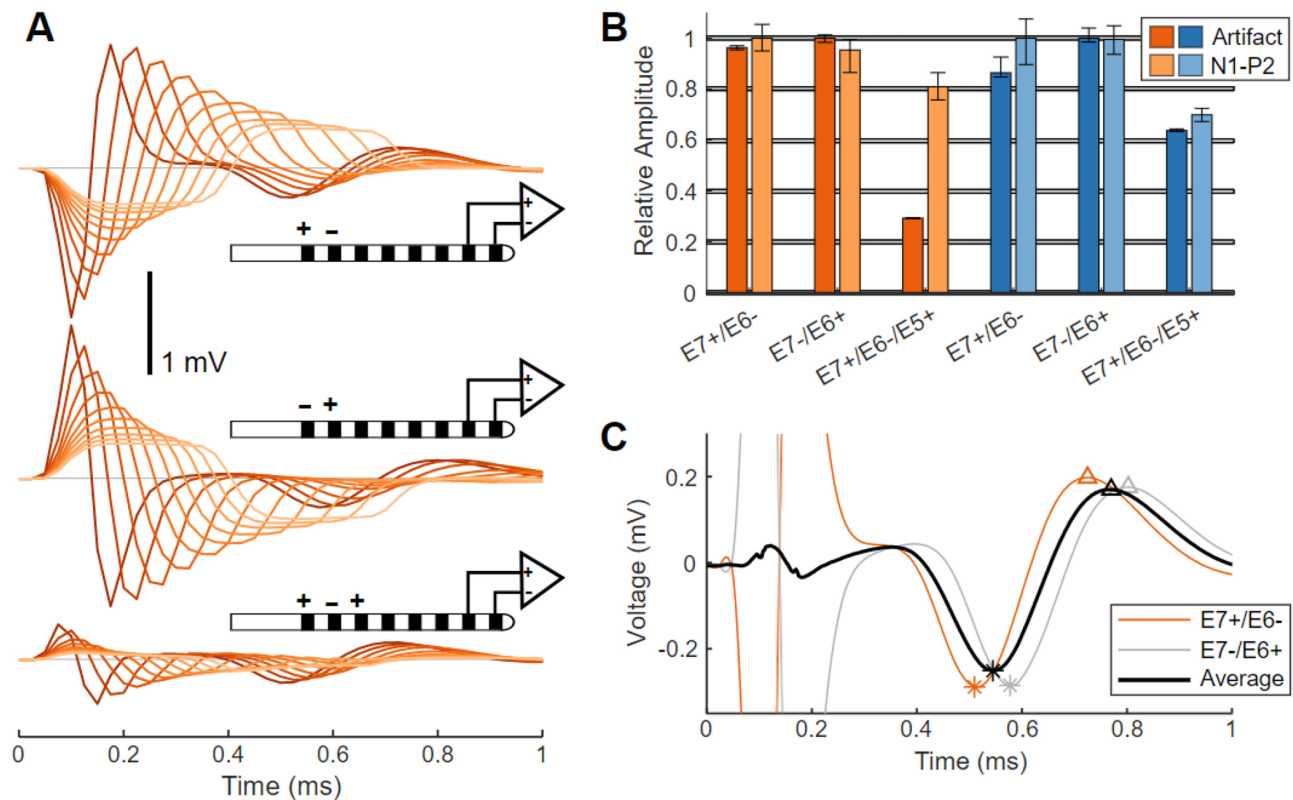 A
+ −
+
−
1 mV
− +
+
−
+ − +
+
−
0 0.2 0.4 0.6 0.8 1
Time (ms)
B
Relative Amplitude
1
0.8
0.6
0.4
0.2
0
Artifact
N1-P2
E7+/E6-
E7-/E6+
E7+/E6-/E5+
E7+/E6-
E7-/E6+
E7+/E6-/E5+
C
Voltage (mV)
0.2
0
-0.2
E7+/E6-
E7-/E6+
Average
0 0.2 0.4 0.6 0.8 1
Time (ms)